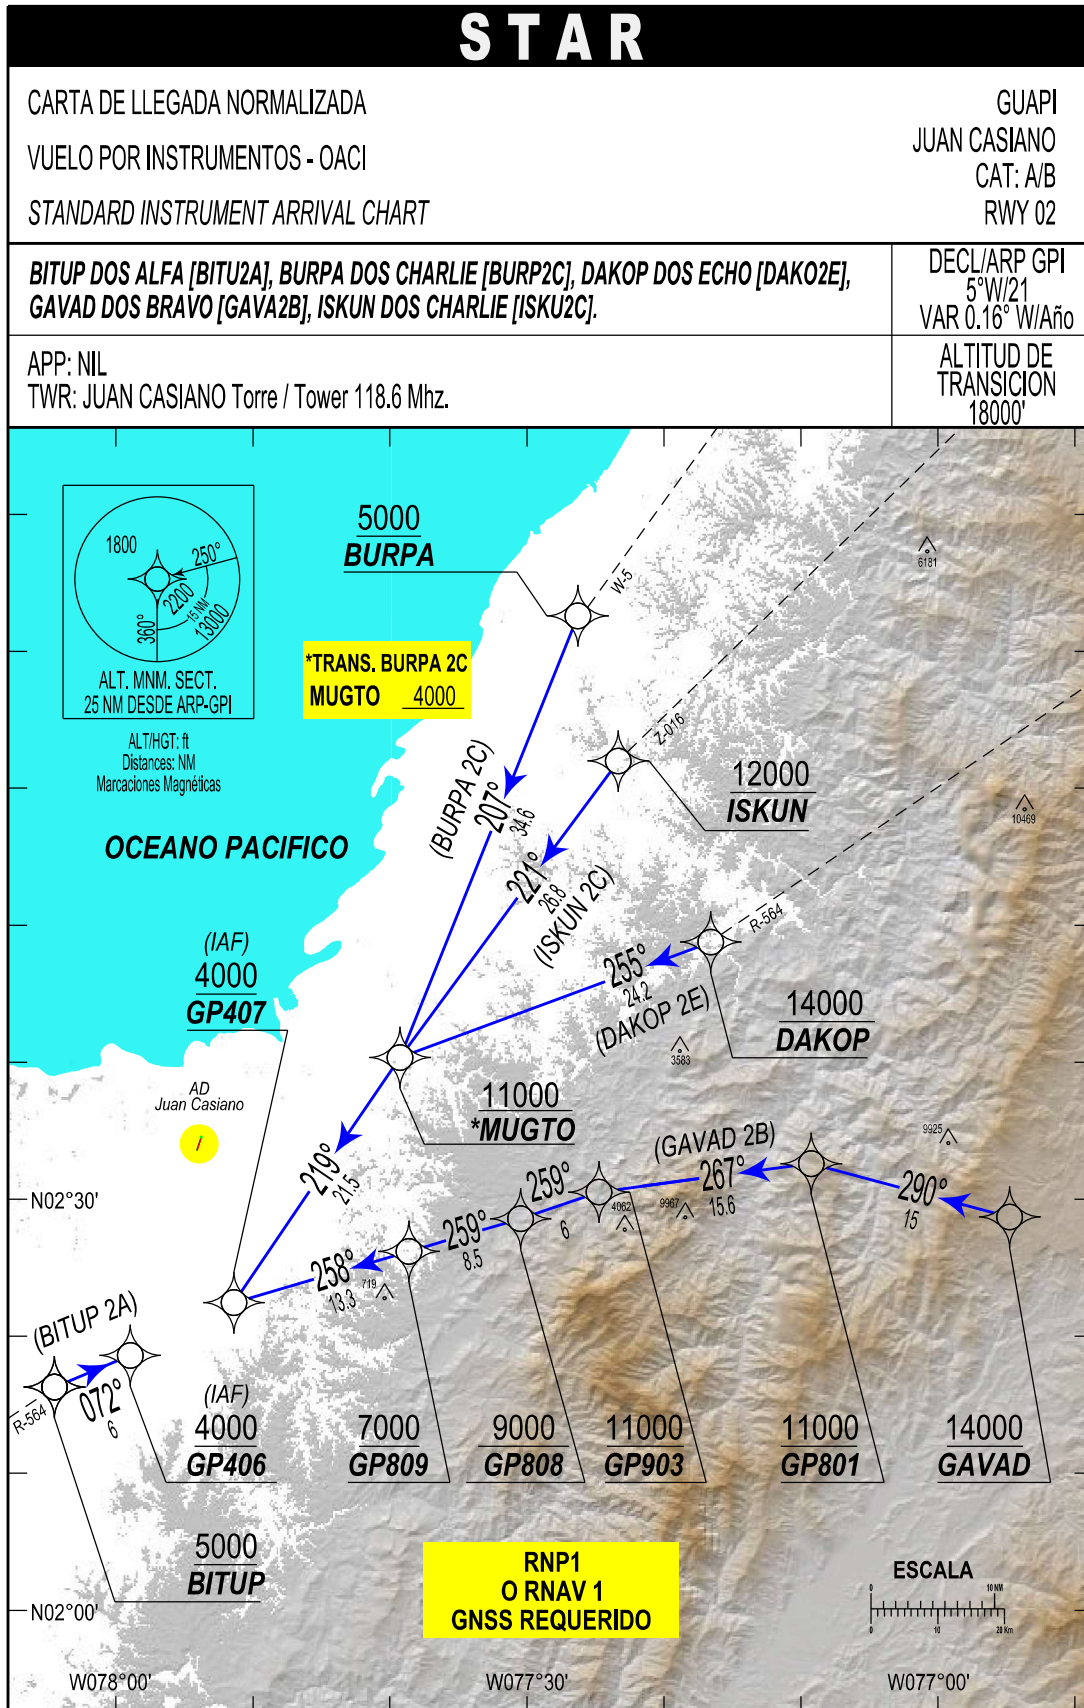 STAR
CARTA DE LLEGADA NORMALIZADA
VUELO POR INSTRUMENTOS - OACI
STANDARD INSTRUMENT ARRIVAL CHART
GUAPI
JUAN CASIANO
CAT: A/B
RWY 02
BITUP DOS ALFA [BITU2A], BURPA DOS CHARLIE [BURP2C], DAKOP DOS ECHO [DAKO2E],
GAVAD DOS BRAVO [GAVA2B], ISKUN DOS CHARLIE [ISKU2C].
DECL/ARP GPI
5°W/21
VAR 0.16° W/Año
APP: NIL
TWR: JUAN CASIANO Torre / Tower 118.6 Mhz.
ALTITUD DE
TRANSICION
18000'
1800
250°
2200
15 NM
13000
360°
ALT. MNM. SECT.
25 NM DESDE ARP-GPI
ALT/HGT: ft
Distances: NM
Marcaciones Magnéticas
5000
BURPA
W-5
6181
*TRANS. BURPA 2C
MUGTO 4000
Z-016
(BURPA 2C)
207°
34.6
12000
ISKUN
10469
OCEANO PACIFICO
221°
26.8
(ISKUN 2C)
R-564
(IAF)
4000
GP407
255°
24.2
(DAKOP 2E)
14000
DAKOP
3583
AD
Juan Casiano
11000
*MUGTO
(GAVAD 2B)
9925
219°
21.5
259°
6
267°
15.6
290°
15
N02°30'
4062
9967
259°
8.5
258°
13.3
719
(BITUP 2A)
072°
6
R-564
(IAF)
4000
GP406
7000
GP809
9000
GP808
11000
GP903
11000
GP801
14000
GAVAD
5000
BITUP
RNP1
O RNAV 1
GNSS REQUERIDO
ESCALA
0 10 NM
0 10 20 Km
N02°00'
W078°00'
W077°30'
W077°00'